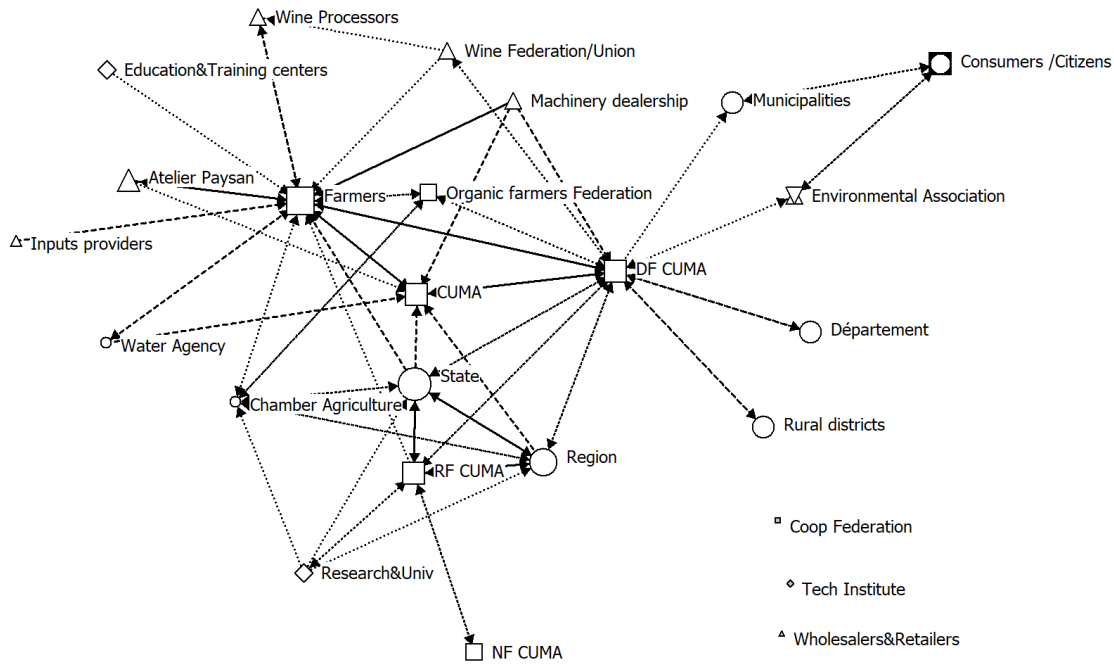 Wine Processors
Wine Federation/Union
Consumers /Citizens
Education&Training centers
Machinery dealership
Municipalities
Atelier Paysan
Farmers
Organic farmers Federation
Environmental Association
Inputs providers
DF CUMA
CUMA
Département
Water Agency
State
Chamber Agriculture
Rural districts
Region
RF CUMA
Coop Federation
Research&Univ
Tech Institute
Wholesalers&Retailers
NF CUMA